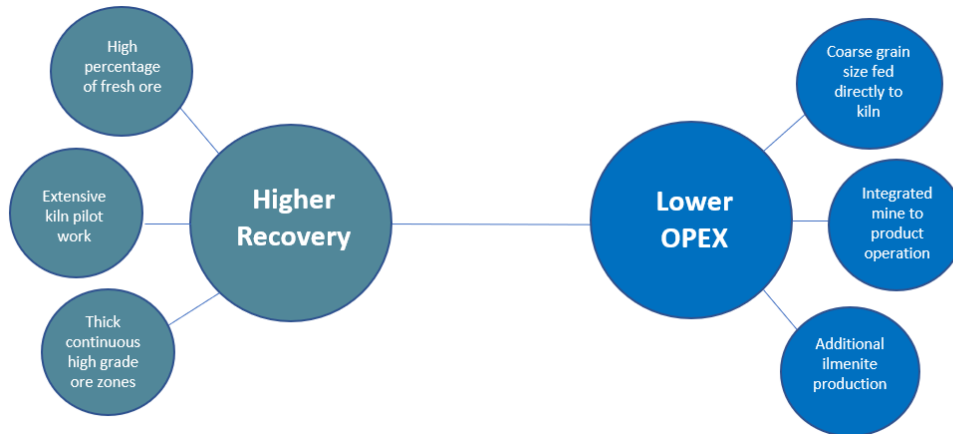 High
percentage
of fresh ore
Extensive
kiln pilot
work
Thick
continuous
high grade
ore zones
Higher
Recovery
Lower
OPEX
Coarse grain
size fed
directly to
kiln
Integrated
mine to
product
operation
Additional
ilmenite
production